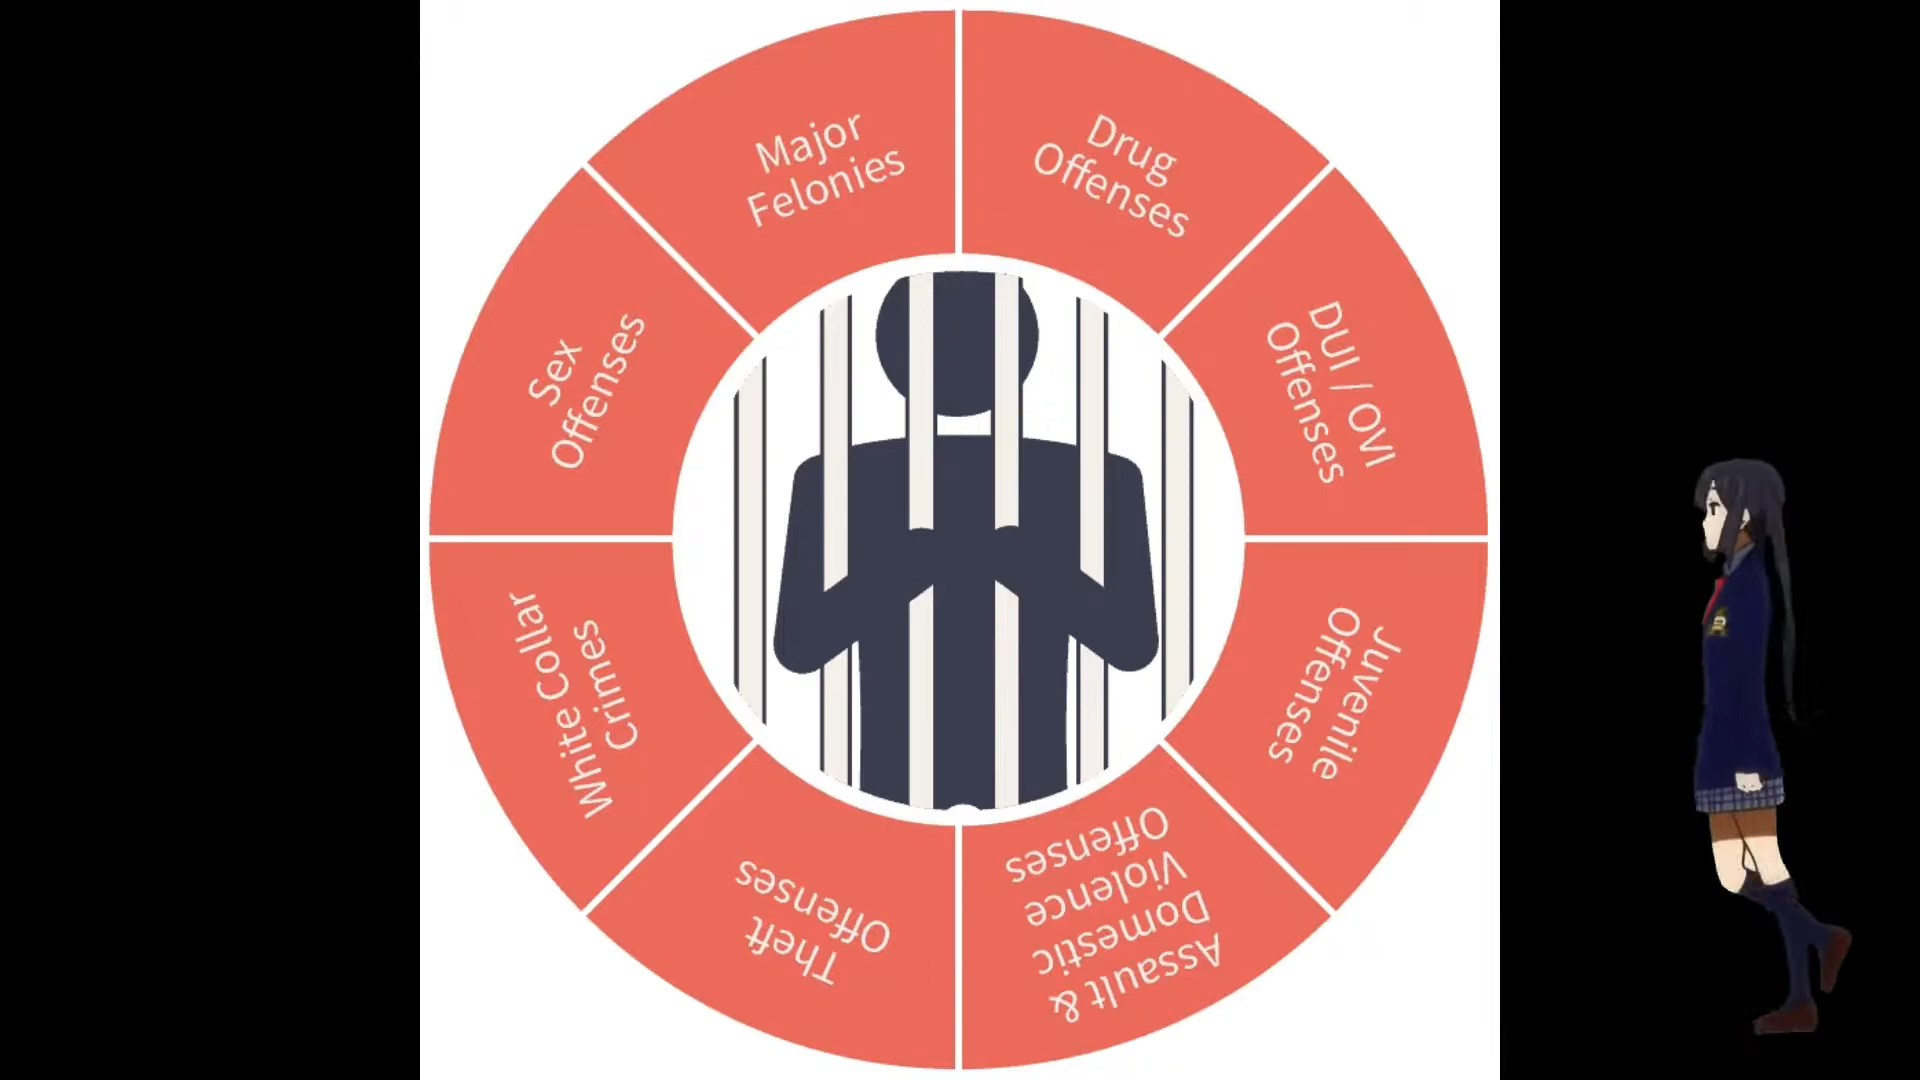 Major
Felonies
Drug
Offenses
DUI / OVI
Offenses
Juvenile
Offenses
Assault &
Domestic
Violence
Offenses
Theft
Offenses
White Collar
Crimes
Sex
Offenses